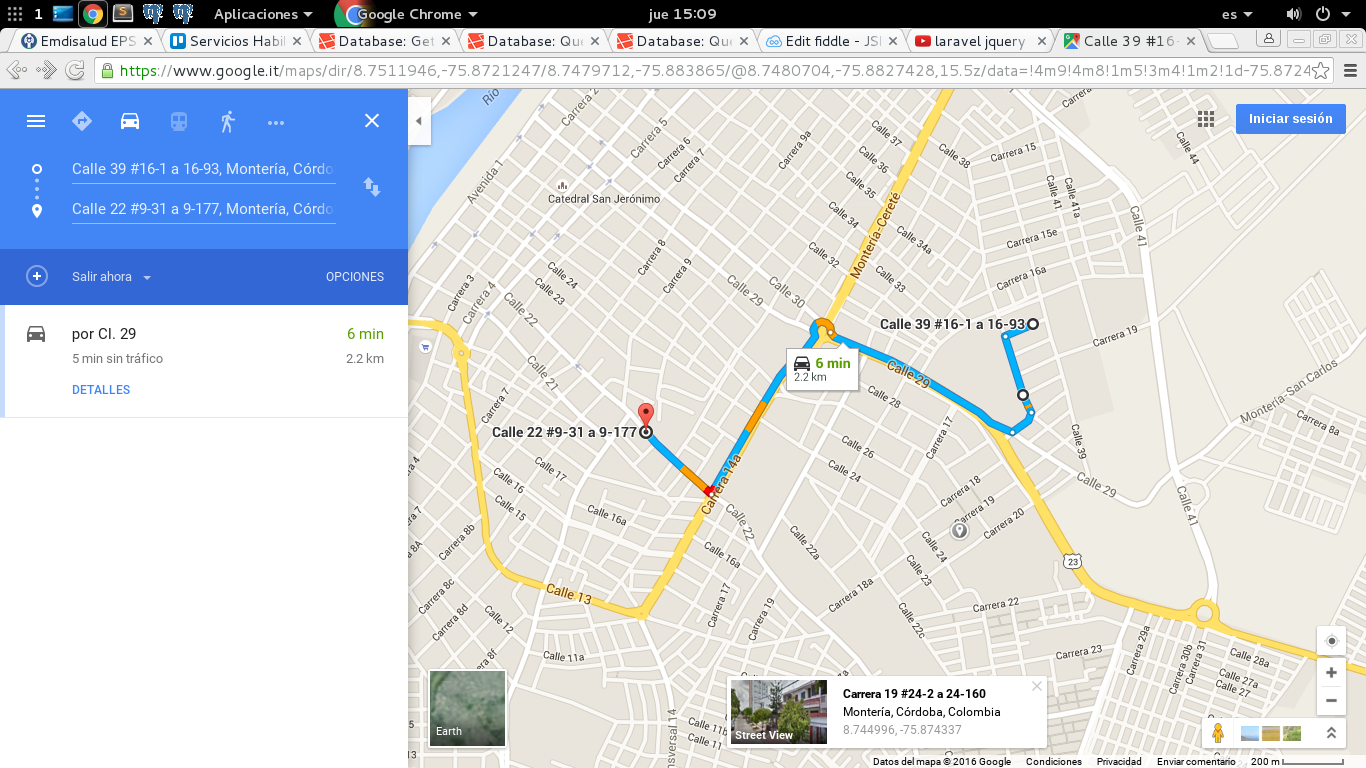 1 Aplicaciones Google Chrome jue 15:09 es
Emdisalud EPS Servicios Habil Database: Get Database: Que Database: Qu laravel jquery Calle 39 #16-
Edit fiddle - JS
https://www.google.it/maps/dir/8.7511946,-75.8721247/8.7479712,-75.883865/@8.7480704,-75.8827428,15.5z/data=!4m9!4m8!1m5!3m4!1m2!1d-75.8724
Calle 39 #16-1 a 16-93, Montería, Córdo
Calle 22 #9-31 a 9-177, Montería, Córdo
Salir ahora OPCIONES
por Cl. 29 6 min
5 min sin tráfico 2.2 km
DETALLES
Iniciar sesión
Río
Avenida 1
Carrera 2
Carrera 5
Carrera 6
Carrera 7
Catedral San Jerónimo
Carrera 9a
Calle 37
Calle 36
Calle 35
Calle 34
Calle 38
Carrera 15
Calle 41
Calle 41a
Calle 44
Calle 41
Carrera 15e
Carrera 16a
Calle 34a
Calle 33
Calle 32
Montería-Cereté
Carrera 8
Carrera 9
Calle 24
Calle 23
Calle 22
Carrera 3
Carrera 4
Calle 29
Calle 30
Calle 39 #16-1 a 16-93
Carrera 19
6 min
2.2 km
Calle 29
Calle 28
Calle 21
Carrera 7
Calle 22 #9-31 a 9-177
Montería-San Carlos
Carrera 17
Calle 39
Calle 26
Calle 24
Calle 17
Calle 16
Calle 15
Calle 16a
Carrera 14a
Calle 22
Carrera 18
Carrera 19
Carrera 20
Calle 29
Calle 41
Calle 22a
Calle 24
Calle 23
23
Carrera 4
Carrera 7
Carrera 8b
Carrera 8A
Carrera 8c
Carrera 8d
Carrera 8f
Calle 12
Calle 13
Carrera 16a
Carrera 17
Carrera 19
Carrera 18a
Carrera 22
Calle 22c
Carrera 23
Calle 11a
Calle 11b
Transversal 14
Carrera 29a
Carrera 30b
Carrera 31
Calle 28a
Calle 27a
Calle 27
Earth
Street View
Carrera 19 #24-2 a 24-160
Montería, Córdoba, Colombia
8.744996, -75.874337
Datos del mapa © 2016 Google Condiciones Privacidad Enviar comentario 200 m